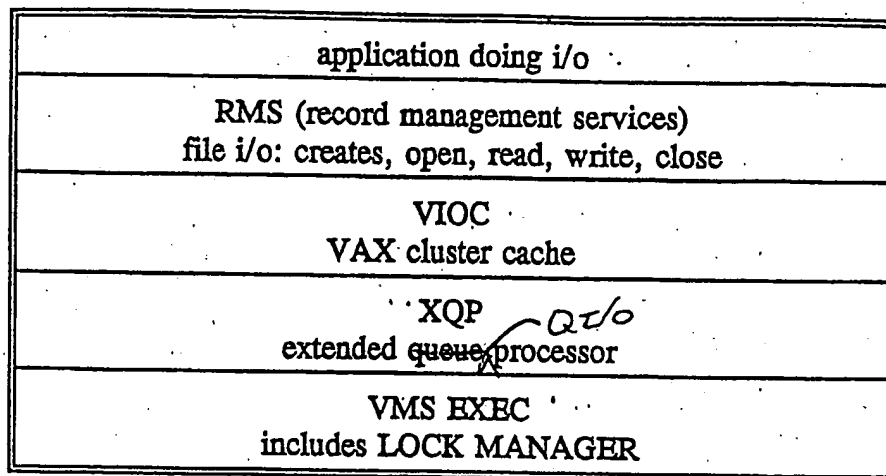 application doing i/o
RMS (record management services)
file i/o: creates, open, read, write, close
VIOC
VAX cluster cache
XQP
QI/O
extended queue processor
VMS EXEC
includes LOCK MANAGER